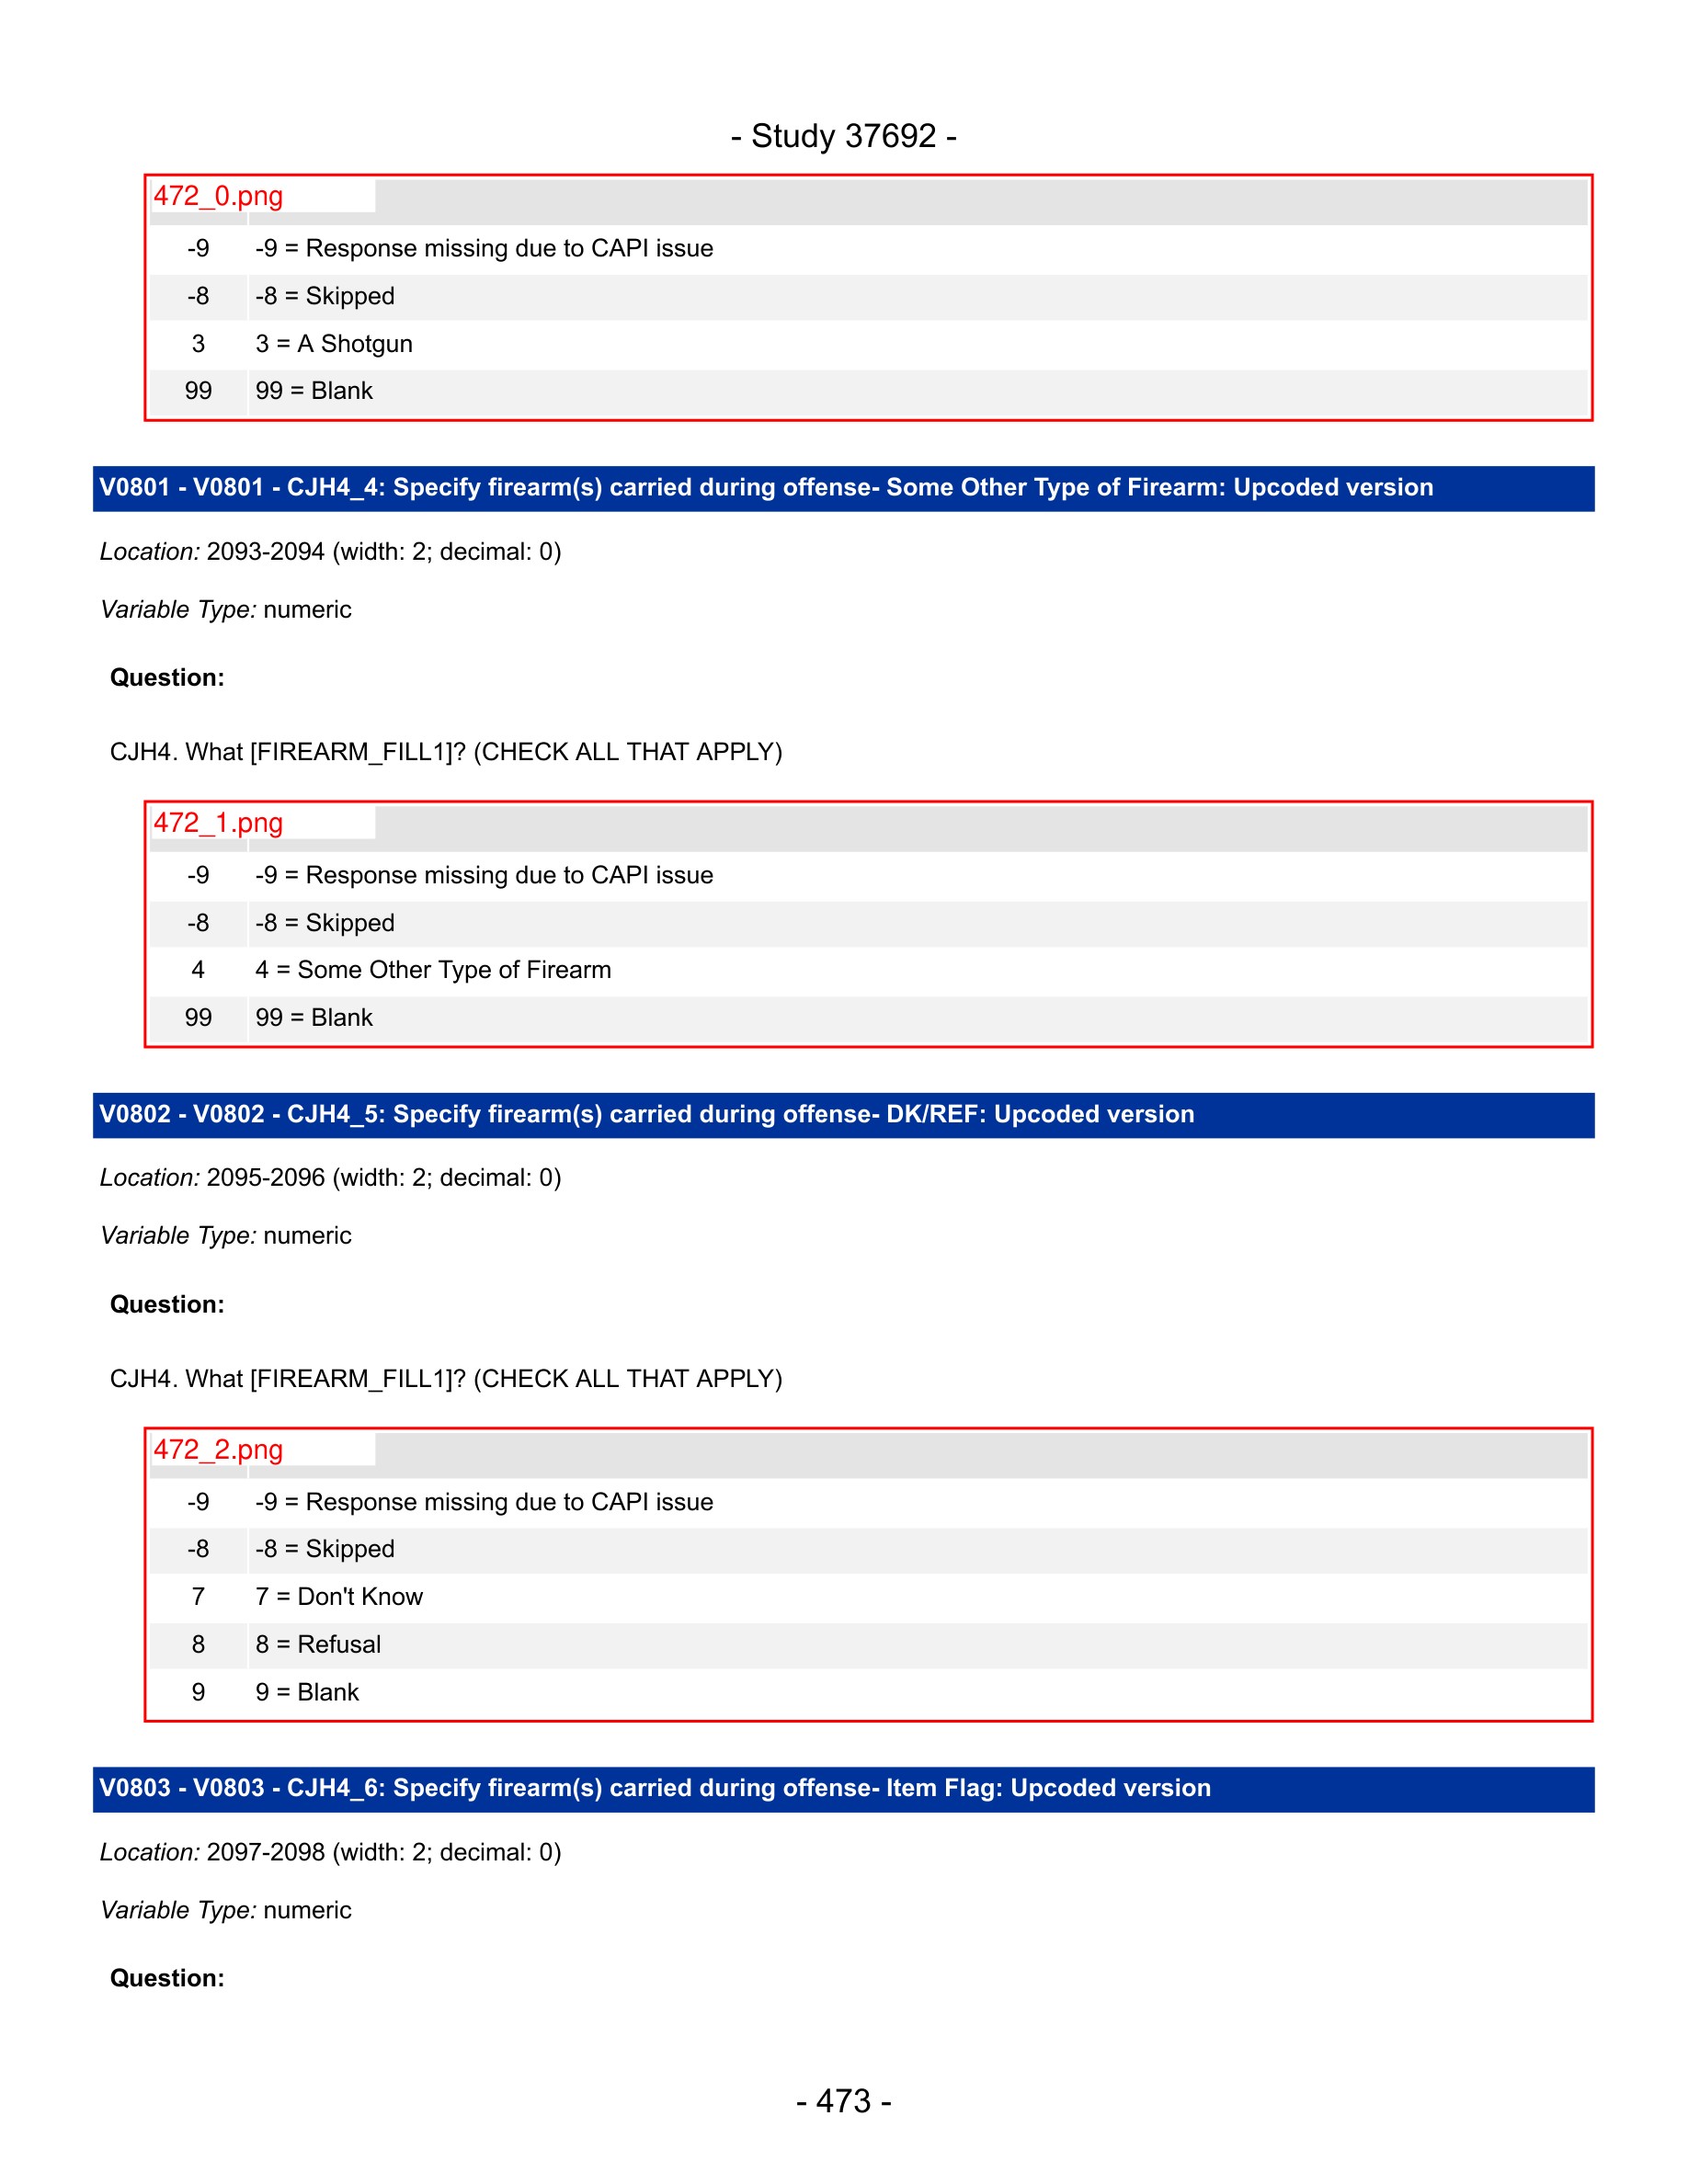 - Study 37692 -
472_0.png
-9 -9 = Response missing due to CAPI issue
-8 -8 = Skipped
3 3 = A Shotgun
99 99 = Blank
V0801 - V0801 - CJH4_4: Specify firearm(s) carried during offense- Some Other Type of Firearm: Upcoded version
Location: 2093-2094 (width: 2; decimal: 0)
Variable Type: numeric
Question:
CJH4. What [FIREARM_FILL1]? (CHECK ALL THAT APPLY)
472_1.png
-9 -9 = Response missing due to CAPI issue
-8 -8 = Skipped
4 4 = Some Other Type of Firearm
99 99 = Blank
V0802 - V0802 - CJH4_5: Specify firearm(s) carried during offense- DK/REF: Upcoded version
Location: 2095-2096 (width: 2; decimal: 0)
Variable Type: numeric
Question:
CJH4. What [FIREARM_FILL1]? (CHECK ALL THAT APPLY)
472_2.png
-9 -9 = Response missing due to CAPI issue
-8 -8 = Skipped
7 7 = Don't Know
8 8 = Refusal
9 9 = Blank
V0803 - V0803 - CJH4_6: Specify firearm(s) carried during offense- Item Flag: Upcoded version
Location: 2097-2098 (width: 2; decimal: 0)
Variable Type: numeric
Question:
- 473 -